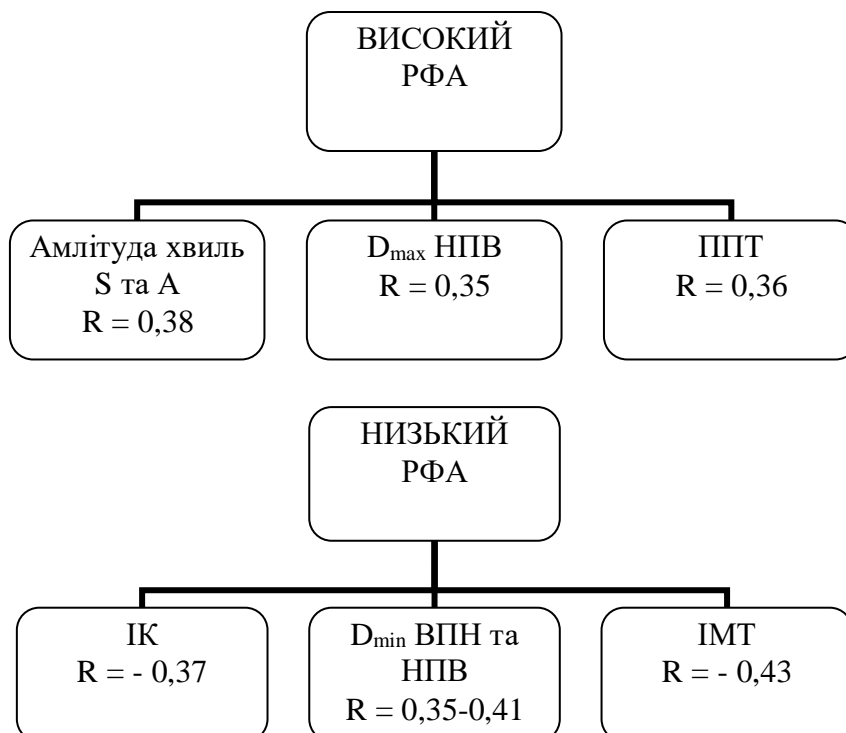 ВИСОКИЙ
РФА
Амлітуда хвиль
S та А
R = 0,38
Dmax НПВ
R = 0,35
ППТ
R = 0,36
НИЗЬКИЙ
РФА
ІК
R = - 0,37
Dmin ВПН та
НПВ
R = 0,35-0,41
ІМТ
R = - 0,43